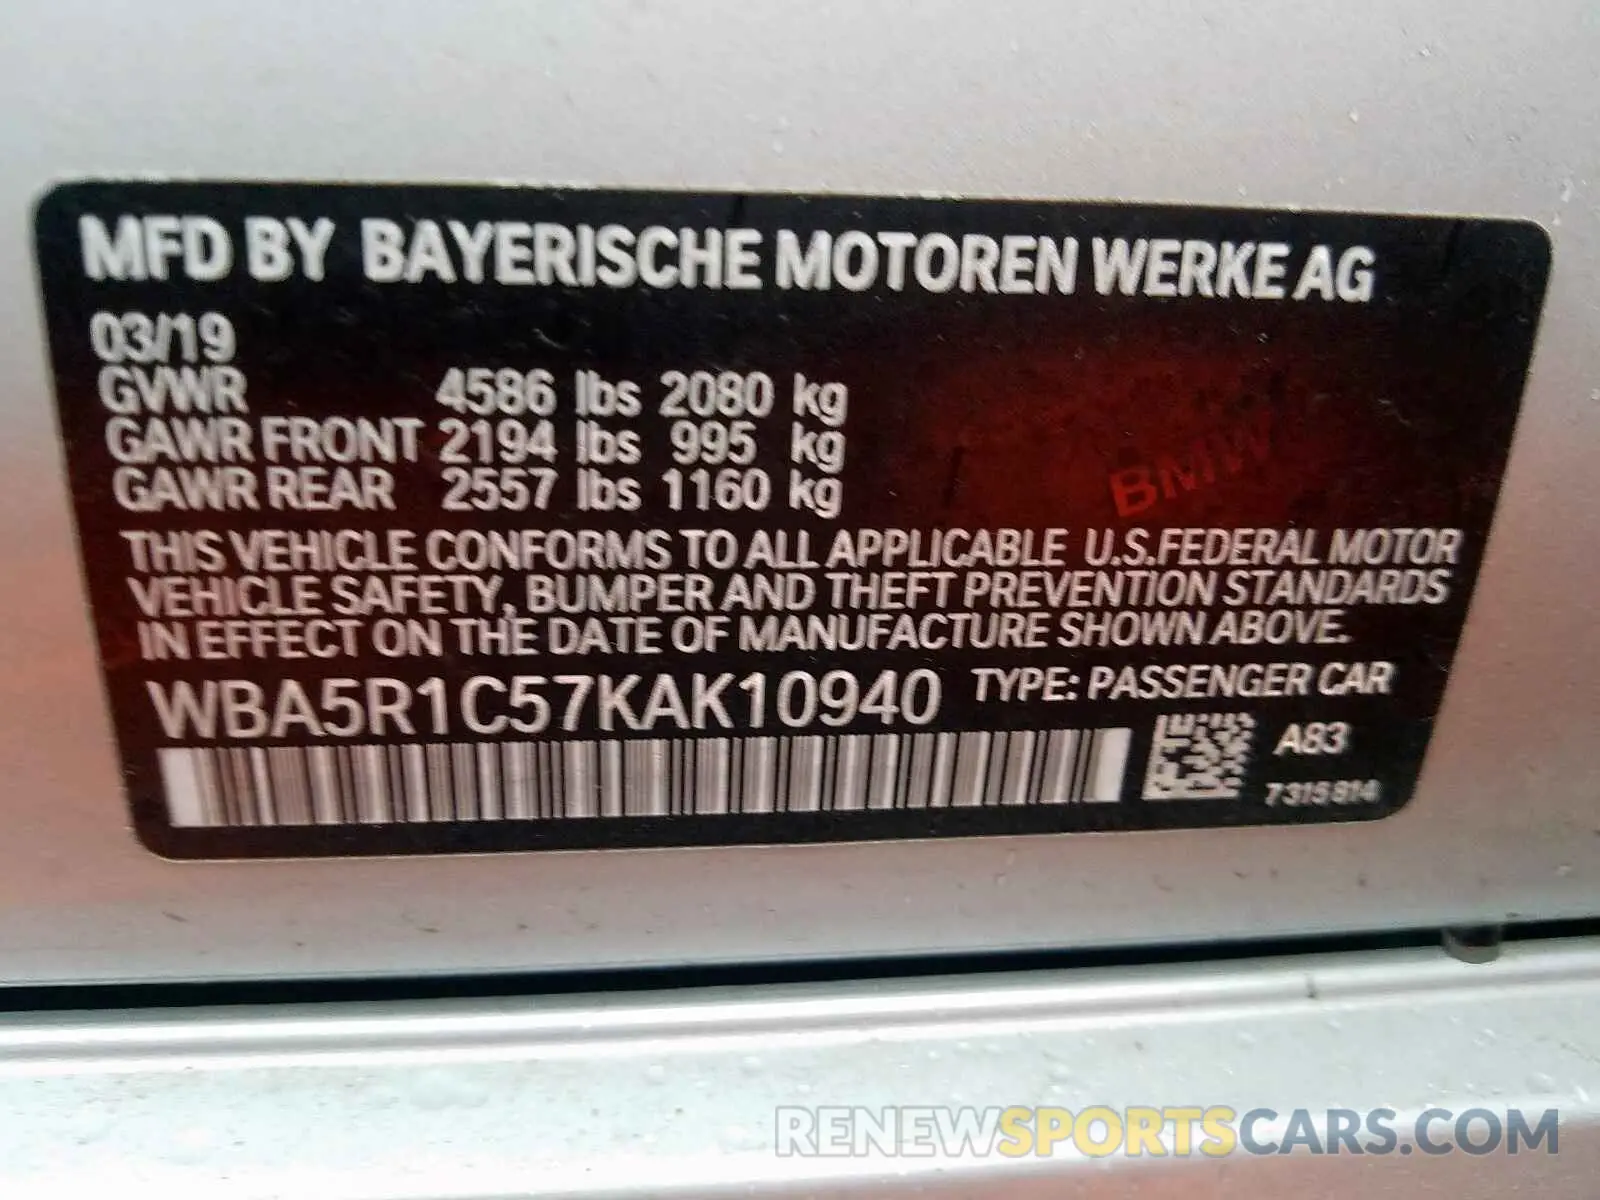 MFD BY BAYERISCHE MOTOREN WERKE AG
03/19
GVWR 4586 lbs 2080 kg
GAWR FRONT 2194 lbs 995 kg
GAWR REAR 2557 lbs 1160 kg
BMW
THIS VEHICLE CONFORMS TO ALL APPLICABLE U.S.FEDERAL MOTOR
VEHICLE SAFETY, BUMPER AND THEFT PREVENTION STANDARDS
IN EFFECT ON THE DATE OF MANUFACTURE SHOWN ABOVE.
WBA5R1C57KAK10940 TYPE: PASSENGER CAR
A83
7315814
RENEWSPORTSCARS.COM